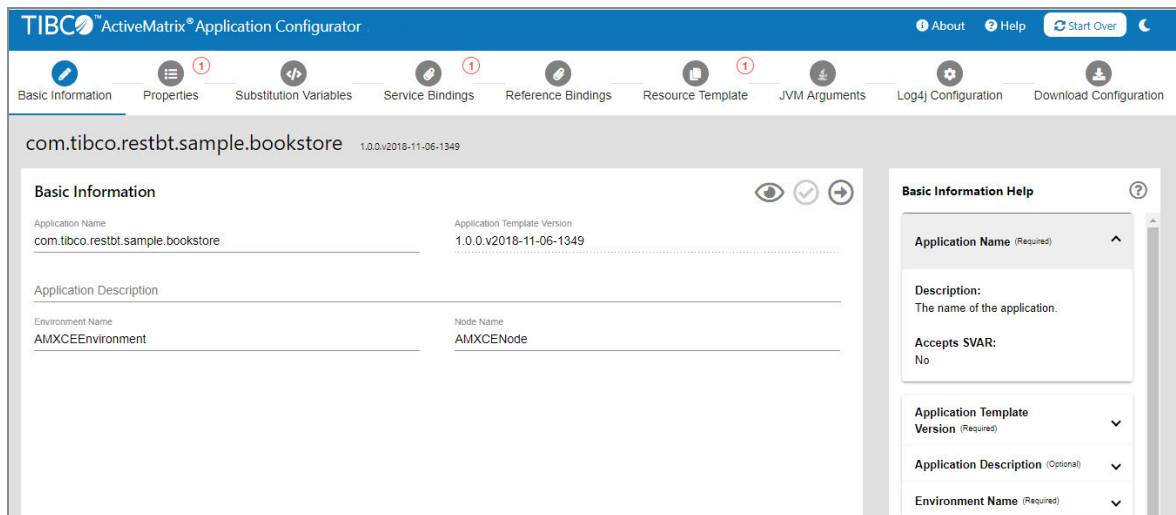 TIBCO™ ActiveMatrix® Application Configurator
About Help Start Over
Basic Information Properties 1 Substitution Variables Service Bindings 1 Reference Bindings Resource Template 1 JVM Arguments Log4j Configuration Download Configuration
com.tibco.restbt.sample.bookstore 1.0.0.v2018-11-06-1349
Basic Information
Application Name
com.tibco.restbt.sample.bookstore
Application Template Version
1.0.0.v2018-11-06-1349
Application Description
Environment Name
AMXCEEnvironment
Node Name
AMXCENode
Basic Information Help
Application Name (Required)
Description:
The name of the application.
Accepts SVAR:
No
Application Template
Version (Required)
Application Description (Optional)
Environment Name (Required)